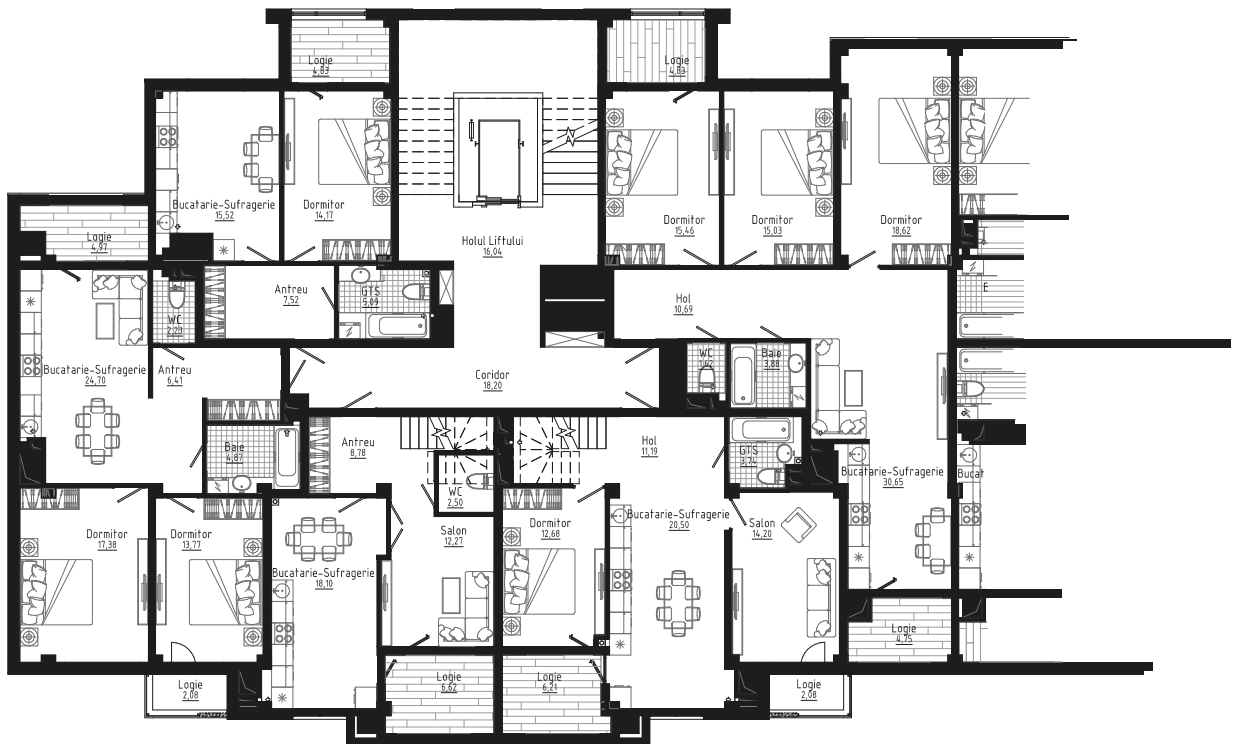 Logie
4,83
Logie
4,83
Bucatarie-Sufragerie
15,52
Dormitor
14,17
Holul Liftului
16,04
Dormitor
15,46
Dormitor
15,03
Dormitor
18,62
Logie
4,97
Antreu
7,52
GTS
5,09
Hol
10,69
E
WC
2,20
Bucatarie-Sufragerie
24,70
Antreu
6,41
Coridor
18,20
WC
1,62
Baie
3,88
Baie
4,87
Antreu
8,78
Hol
11,19
GTS
3,74
Bucatarie-Sufragerie
30,65
Bucat
WC
2,50
Dormitor
17,38
Dormitor
13,77
Salon
12,27
Dormitor
12,68
Bucatarie-Sufragerie
20,50
Salon
14,20
Bucatarie-Sufragerie
18,10
Logie
4,75
Logie
2,08
Logie
6,62
Logie
6,21
Logie
2,08